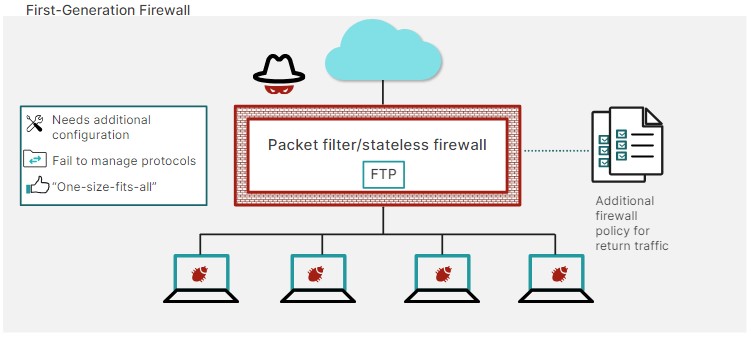 First-Generation Firewall
Needs additional
configuration
Fail to manage protocols
“One-size-fits-all”
Packet filter/stateless firewall
FTP
Additional
firewall
policy for
return traffic